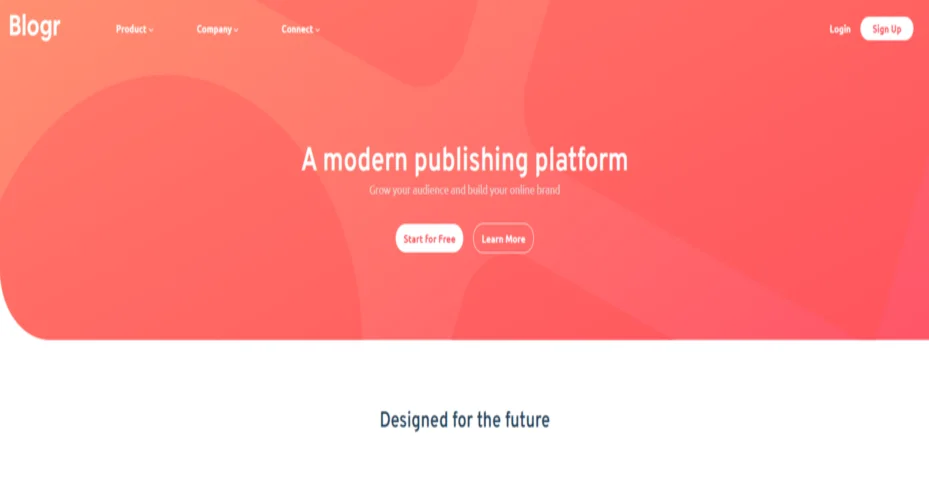 Blogr
Product
Company
Connect
Login
Sign Up
A modern publishing platform
Grow your audience and build your online brand
Start for Free
Learn More
Designed for the future